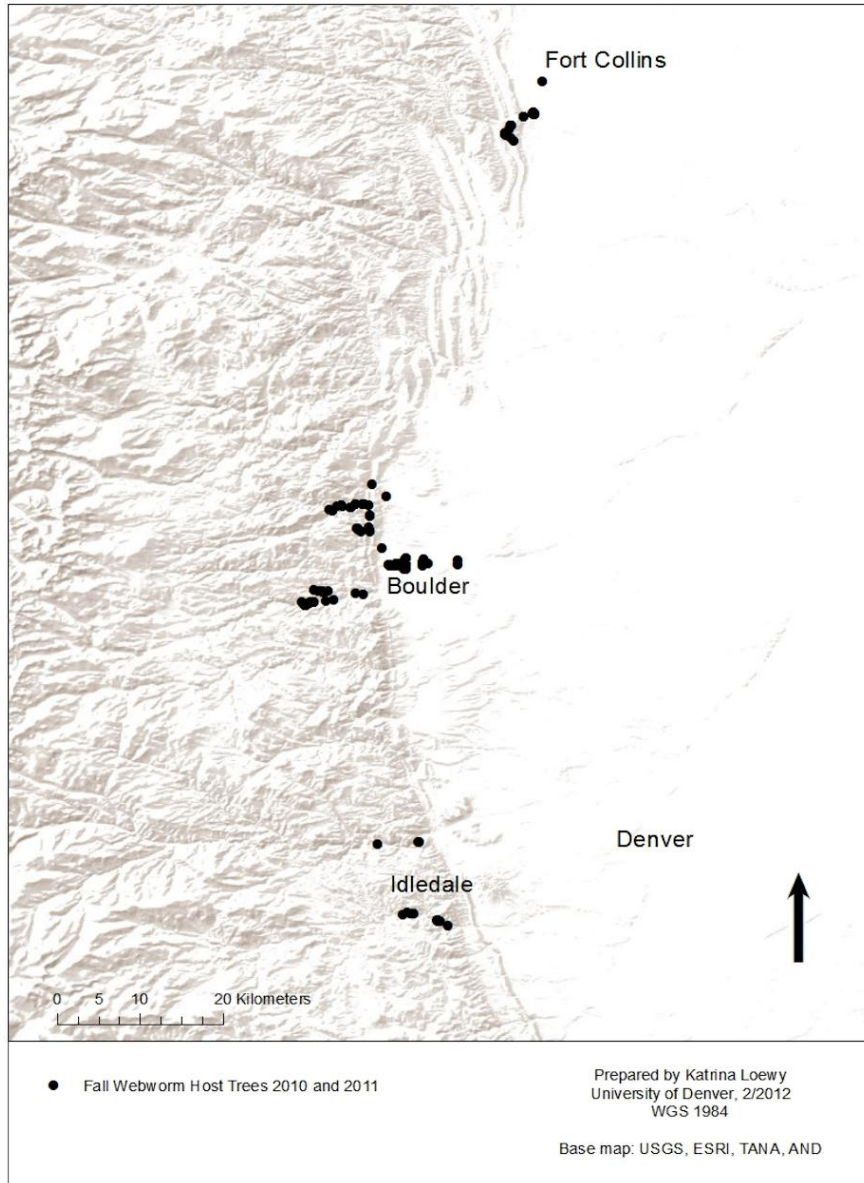 Fort Collins
Boulder
Denver
Idledale
0 5 10 20 Kilometers
Fall Webworm Host Trees 2010 and 2011
Prepared by Katrina Loewy
University of Denver, 2/2012
WGS 1984
Base map: USGS, ESRI, TANA, AND